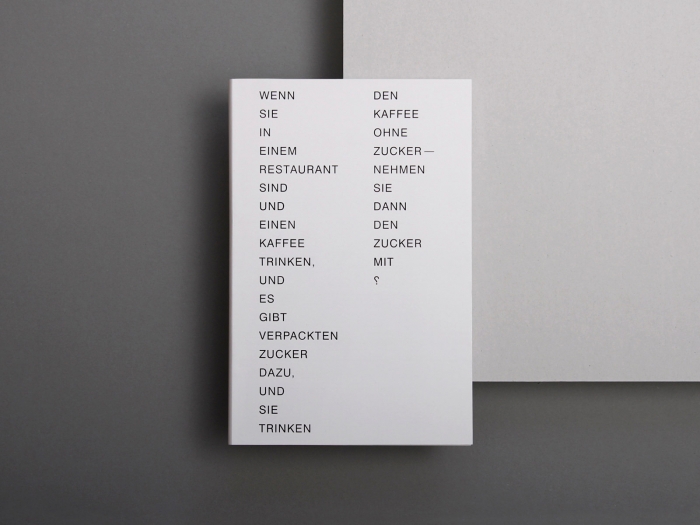 WENN
SIE
IN
EINEM
RESTAURANT
SIND
UND
EINEN
KAFFEE
TRINKEN,
UND
ES
GIBT
VERPACKTEN
ZUCKER
DAZU,
UND
SIE
TRINKEN
DEN
KAFFEE
OHNE
ZUCKER—
NEHMEN
SIE
DANN
DEN
ZUCKER
MIT
⸮